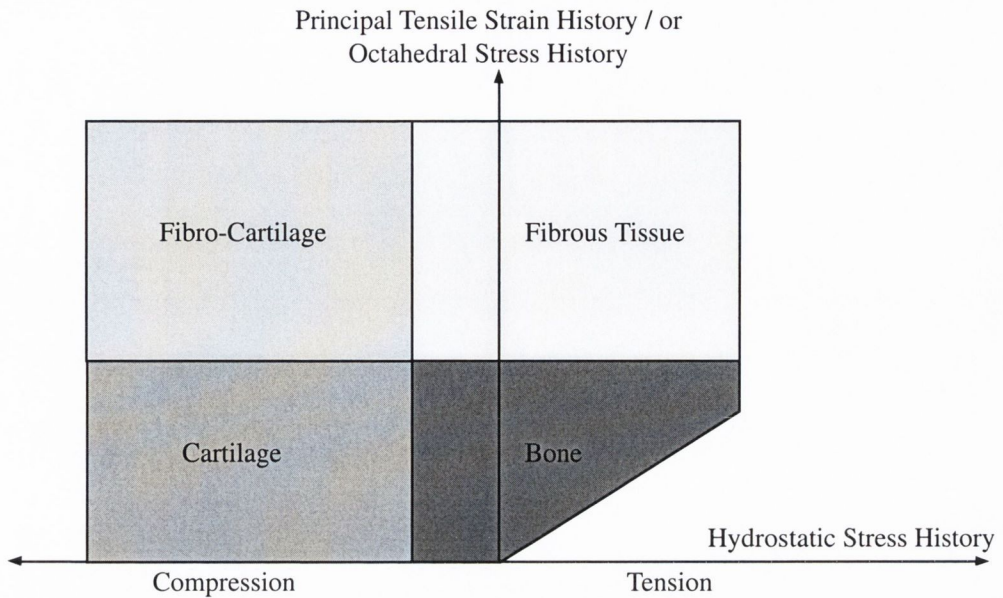 Principal Tensile Strain History / or
Octahedral Stress History
Fibro-Cartilage
Fibrous Tissue
Cartilage
Bone
Hydrostatic Stress History
Compression
Tension